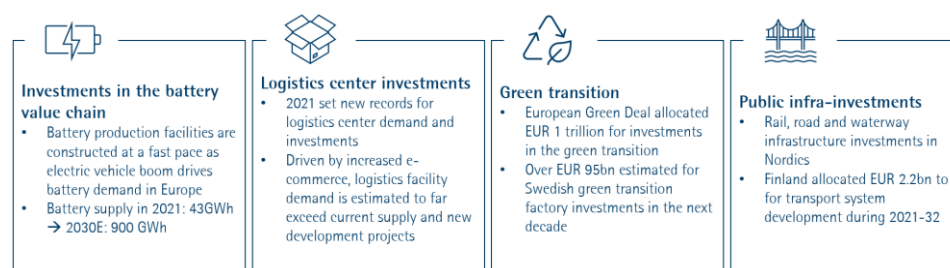 Investments in the battery
value chain
• Battery production facilities are
constructed at a fast pace as
electric vehicle boom drives
battery demand in Europe
• Battery supply in 2021: 43GWh
→ 2030E: 900 GWh
Logistics center investments
• 2021 set new records for
logistics center demand and
investments
• Driven by increased e-
commerce, logistics facility
demand is estimated to far
exceed current supply and new
development projects
Green transition
• European Green Deal allocated
EUR 1 trillion for investments
in the green transition
• Over EUR 95bn estimated for
Swedish green transition
factory investments in the next
decade
Public infra-investments
• Rail, road and waterway
infrastructure investments in
Nordics
• Finland allocated EUR 2.2bn to
for transport system
development during 2021-32